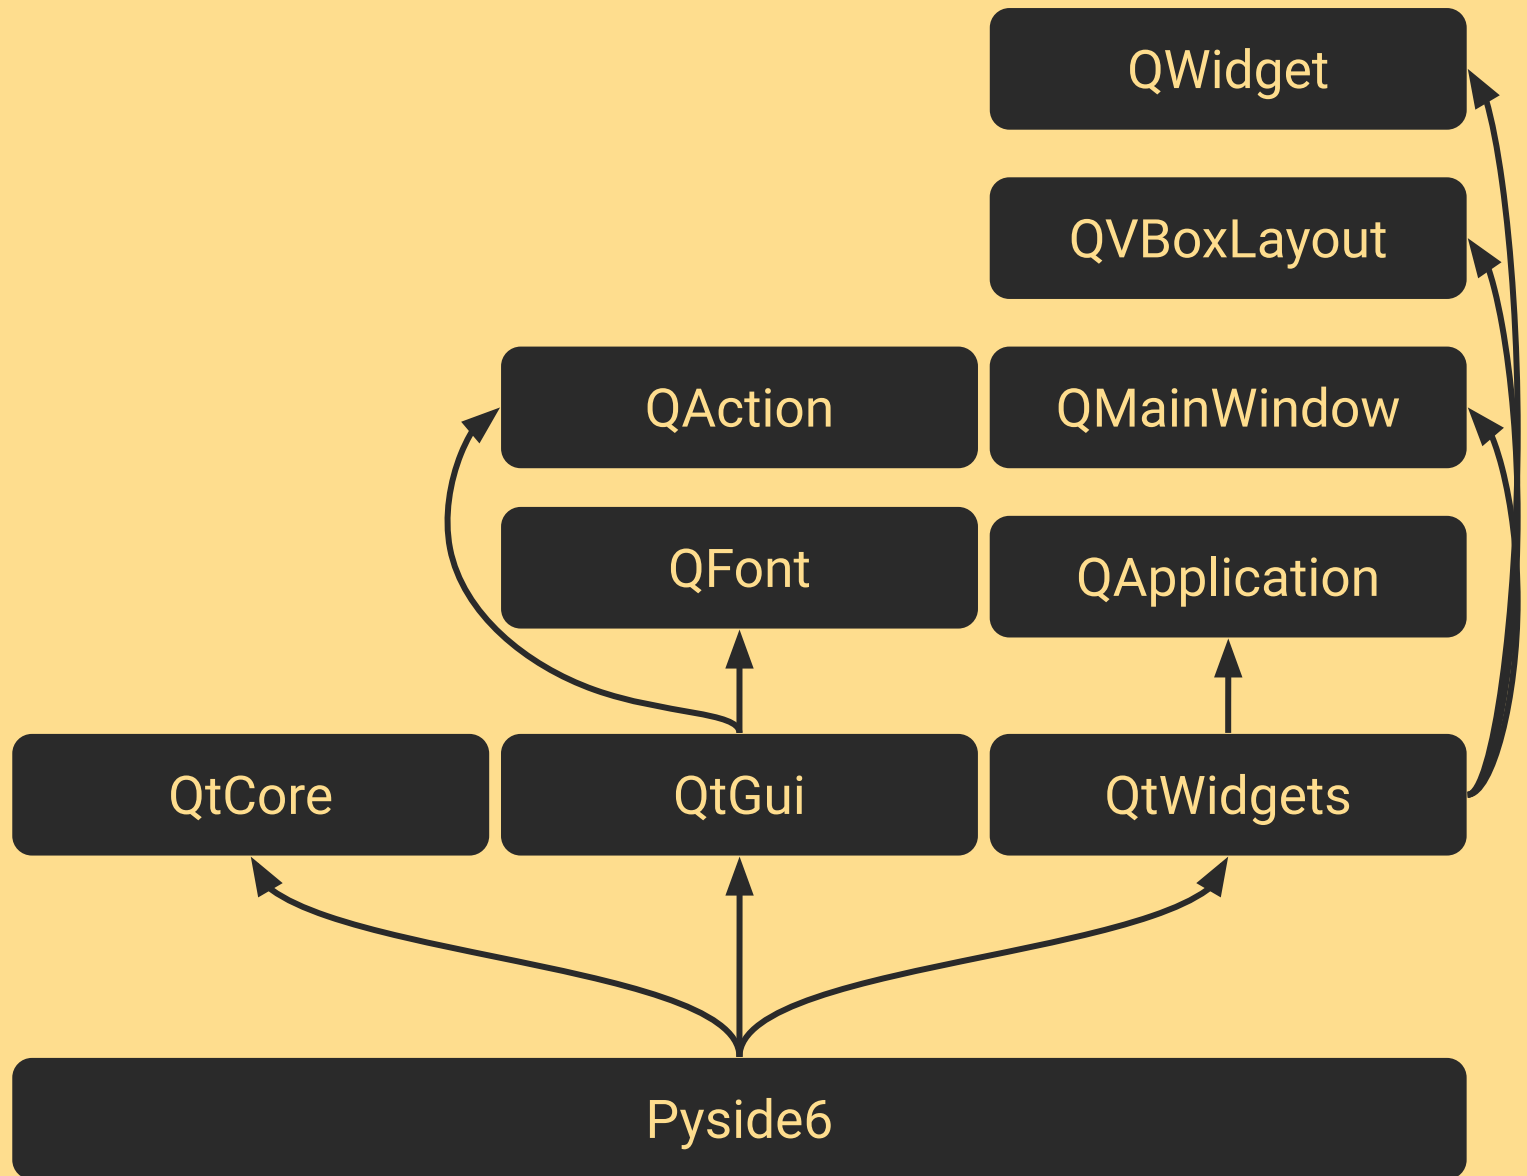 QWidget
QVBoxLayout
QAction
QMainWindow
QFont
QApplication
QtCore
QtGui
QtWidgets
Pyside6